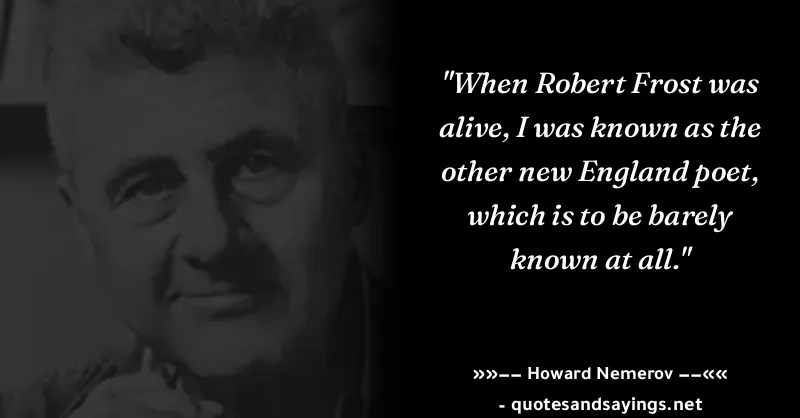 "When Robert Frost was
alive, I was known as the
other new England poet,
which is to be barely
known at all."
»»–– Howard Nemerov ––««
- quotesandsayings.net